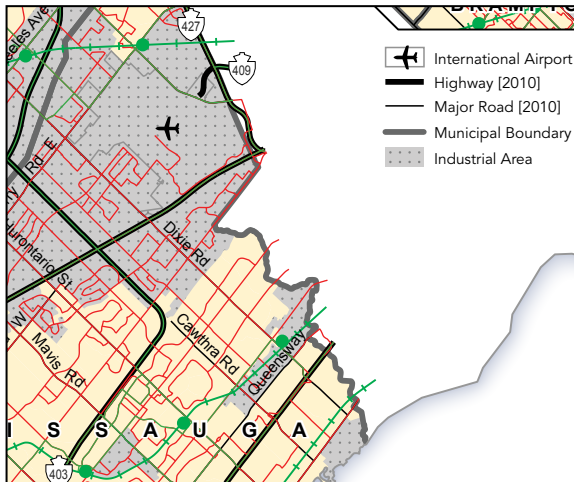 427
409
Dixie Rd
Hurontario St
Rd E
W
Mavis Rd
Cawthra Rd
Queensway
I S S A U G A
403
International Airport
Highway [2010]
Major Road [2010]
Municipal Boundary
Industrial Area